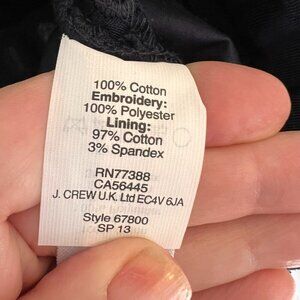 100% Cotton
Embroidery:
100% Polyester
Lining:
97% Cotton
3% Spandex
RN77388
CA56445
J. CREW U.K. Ltd EC4V 6JA
Style 67800
SP 13